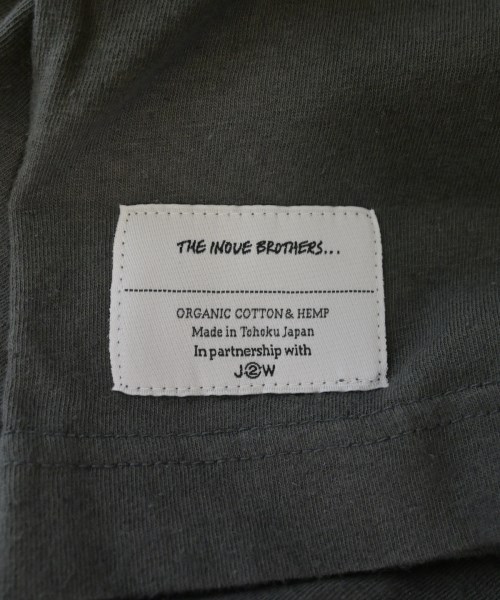 THE INOUE BROTHERS...
ORGANIC COTTON & HEMP
Made in Tohoku Japan
In partnership with
J②W